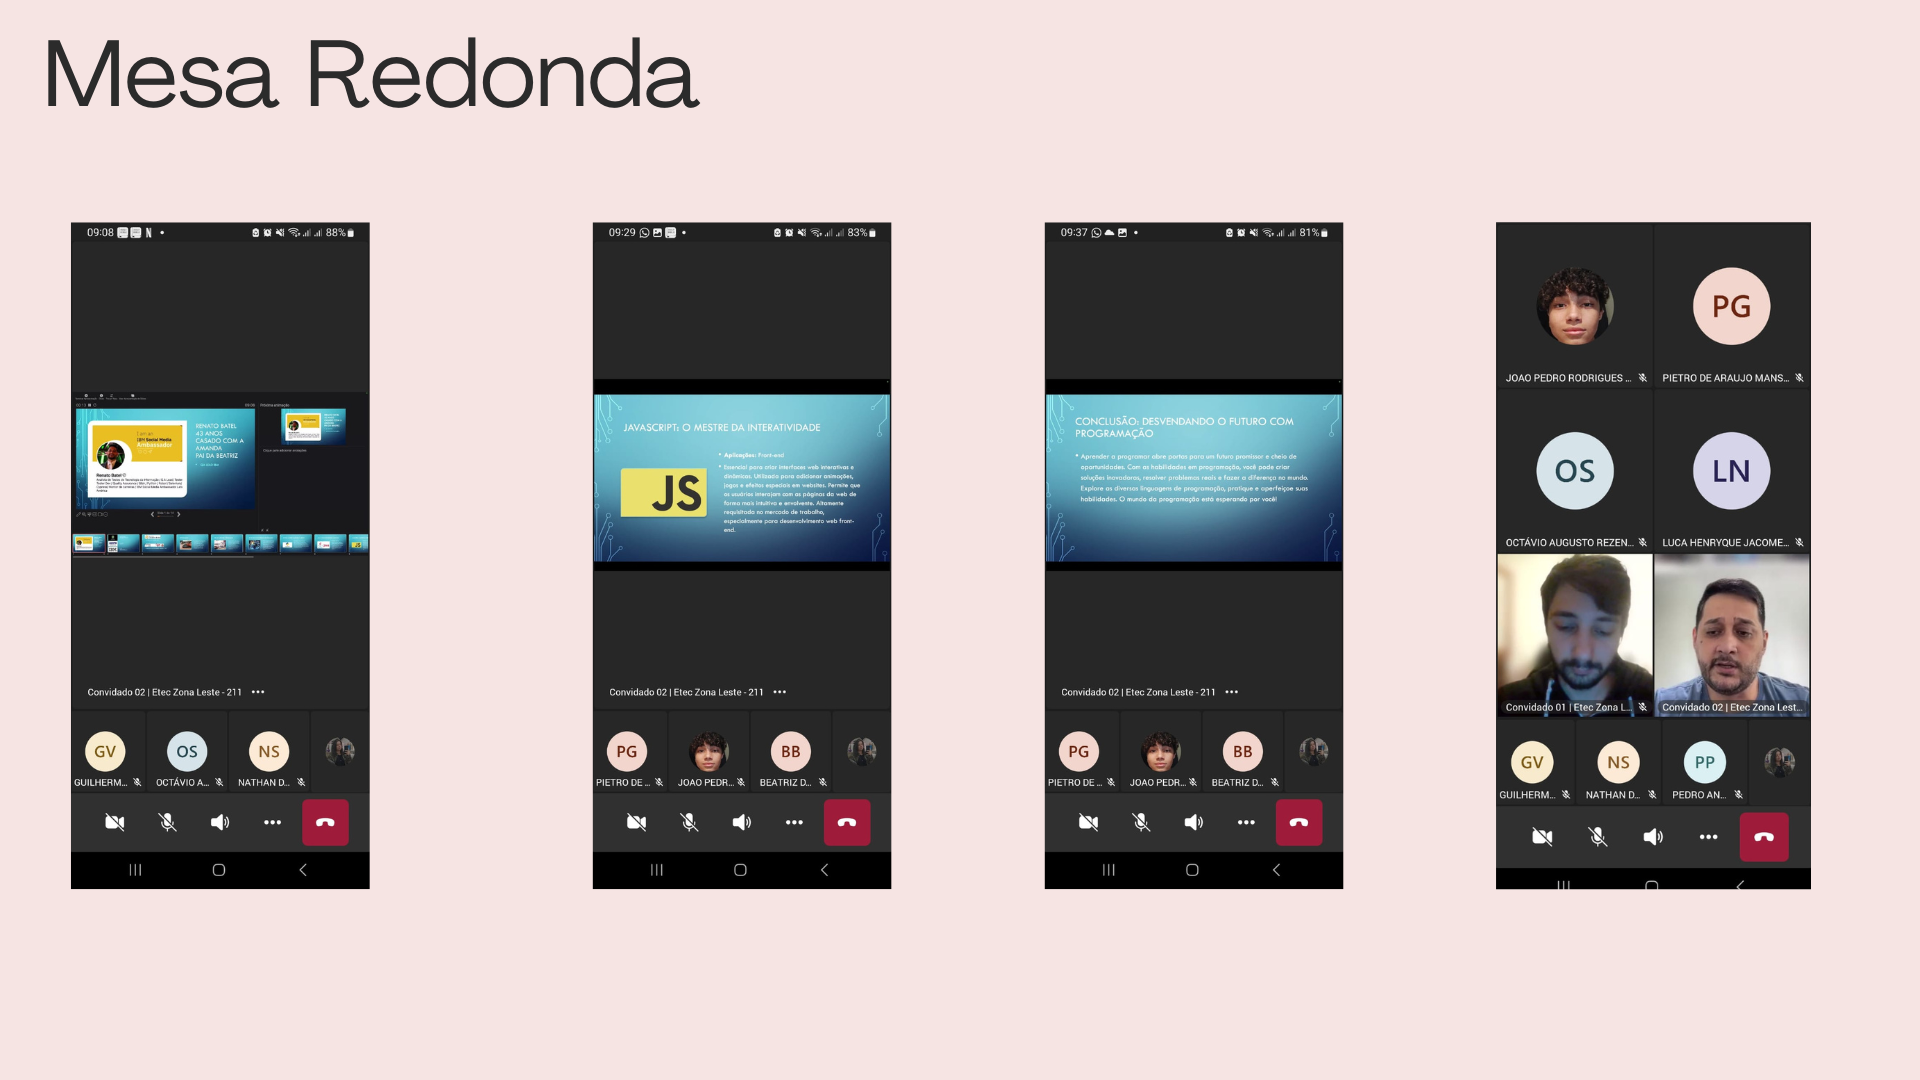 Mesa Redonda
09:08
88%
RENATO BATEL
43 ANOS
CASADO COM A
AMANDA
PAI DA BEATRIZ
IBM Social Media
Ambassador
Renato Batel
Convidado 02 | Etec Zona Leste - 211
GV
OS
NS
GUILHERM...
OCTÁVIO A...
NATHAN D...
09:29
83%
JAVASCRIPT: O MESTRE DA INTERATIVIDADE
JS
• Aplicações: Front-end
• Essencial para criar interfaces web interativas e
dinâmicas. Utilizado para adicionar animações,
jogos e efeitos especiais em websites. Permite que
os usuários interajam com as páginas da web de
forma mais intuitiva e envolvente. Altamente
requisitado no mercado de trabalho,
especialmente para desenvolvimento web front-
end.
Convidado 02 | Etec Zona Leste - 211
PG
BB
PIETRO DE ...
JOAO PEDR...
BEATRIZ D...
09:37
81%
CONCLUSÃO: DESVENDANDO O FUTURO COM
PROGRAMAÇÃO
• Aprender a programar abre portas para um futuro promissor e cheio de
oportunidades. Com as habilidades em programação, você pode criar
soluções inovadoras, resolver problemas reais e fazer a diferença no mundo.
Explore as diversas linguagens de programação, pratique e aperfeiçoe suas
habilidades. O mundo da programação está esperando por você!
Convidado 02 | Etec Zona Leste - 211
PG
BB
PIETRO DE ...
JOAO PEDR...
BEATRIZ D...
PG
JOAO PEDRO RODRIGUES ...
PIETRO DE ARAUJO MANS...
OS
LN
OCTÁVIO AUGUSTO REZEN...
LUCA HENRYQUE JACOME...
Convidado 01 | Etec Zona L...
Convidado 02 | Etec Zona Lest...
GV
NS
PP
GUILHERM...
NATHAN D...
PEDRO AN...